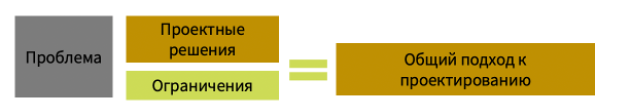 Проблема
Проектные
решения
Ограничения
Общий подход к
проектированию